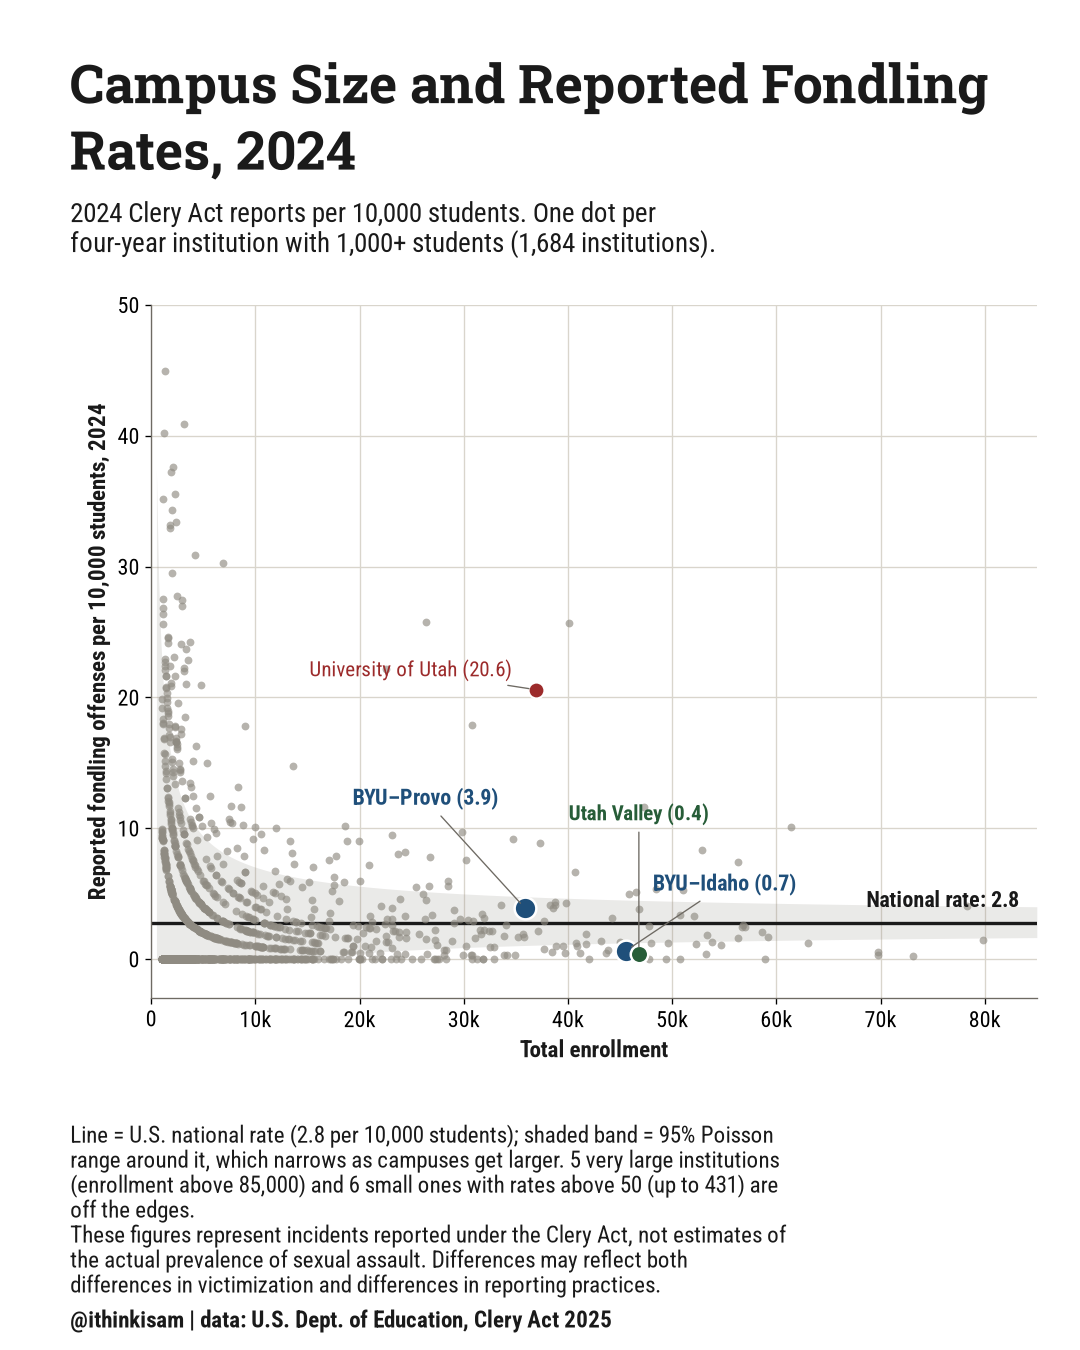 Campus Size and Reported Fondling
Rates, 2024
2024 Clery Act reports per 10,000 students. One dot per
four-year institution with 1,000+ students (1,684 institutions).
Reported fondling offenses per 10,000 students, 2024
50
40
30
20
10
0
University of Utah (20.6)
BYU–Provo (3.9)
Utah Valley (0.4)
BYU–Idaho (0.7)
National rate: 2.8
0 10k 20k 30k 40k 50k 60k 70k 80k
Total enrollment
Line = U.S. national rate (2.8 per 10,000 students); shaded band = 95% Poisson
range around it, which narrows as campuses get larger. 5 very large institutions
(enrollment above 85,000) and 6 small ones with rates above 50 (up to 431) are
off the edges.
These figures represent incidents reported under the Clery Act, not estimates of
the actual prevalence of sexual assault. Differences may reflect both
differences in victimization and differences in reporting practices.
@ithinkisam | data: U.S. Dept. of Education, Clery Act 2025